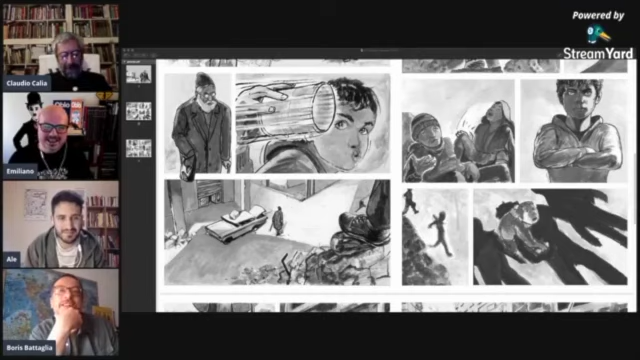 Powered by
StreamYard
Claudio Calia
Emiliano
Ale
Boris Battaglia